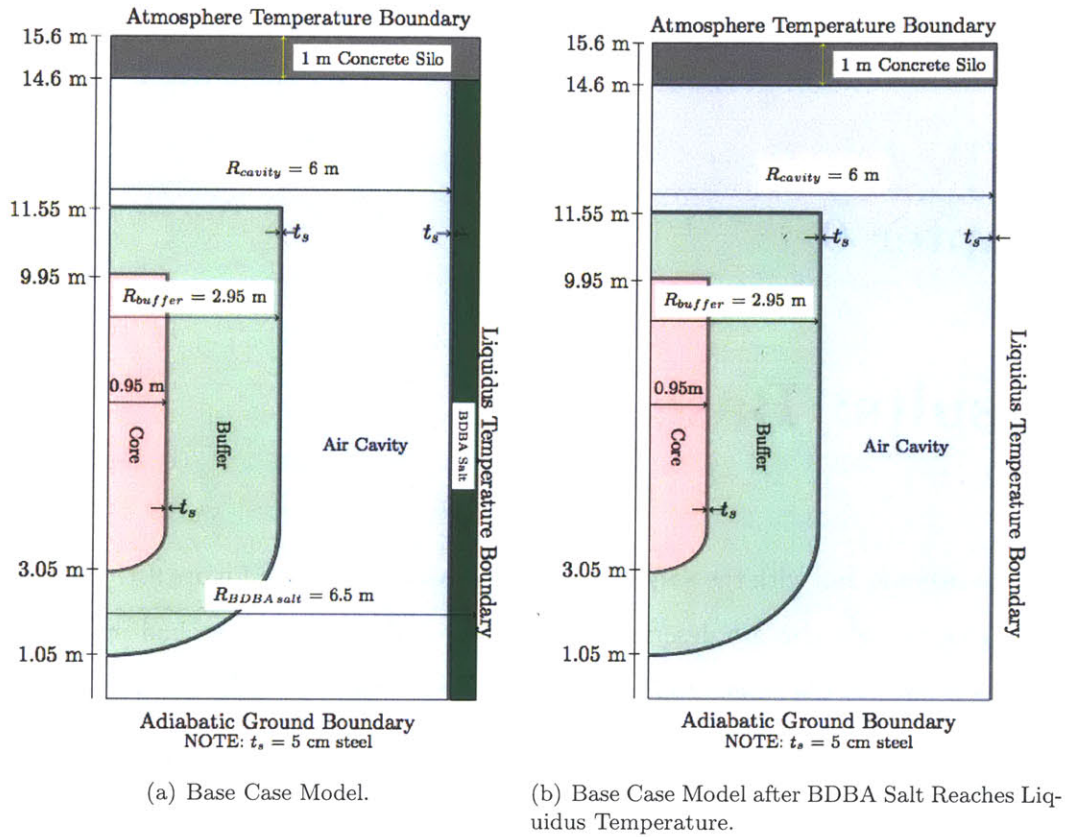 Atmosphere Temperature Boundary
15.6 m
1 m Concrete Silo
14.6 m
R_cavity = 6 m
11.55 m
t_s
t_s
9.95 m
R_buffer = 2.95 m
0.95 m
Core
Buffer
Air Cavity
BDBA Salt
Liquidus Temperature Boundary
t_s
3.05 m
R_BDBAsalt = 6.5 m
1.05 m
Adiabatic Ground Boundary
NOTE: t_s = 5 cm steel
(a) Base Case Model.
Atmosphere Temperature Boundary
15.6 m
1 m Concrete Silo
14.6 m
R_cavity = 6 m
11.55 m
t_s
t_s
9.95 m
R_buffer = 2.95 m
0.95m
Core
Buffer
Air Cavity
Liquidus Temperature Boundary
t_s
3.05 m
1.05 m
Adiabatic Ground Boundary
NOTE: t_s = 5 cm steel
(b) Base Case Model after BDBA Salt Reaches Liq-
uidus Temperature.